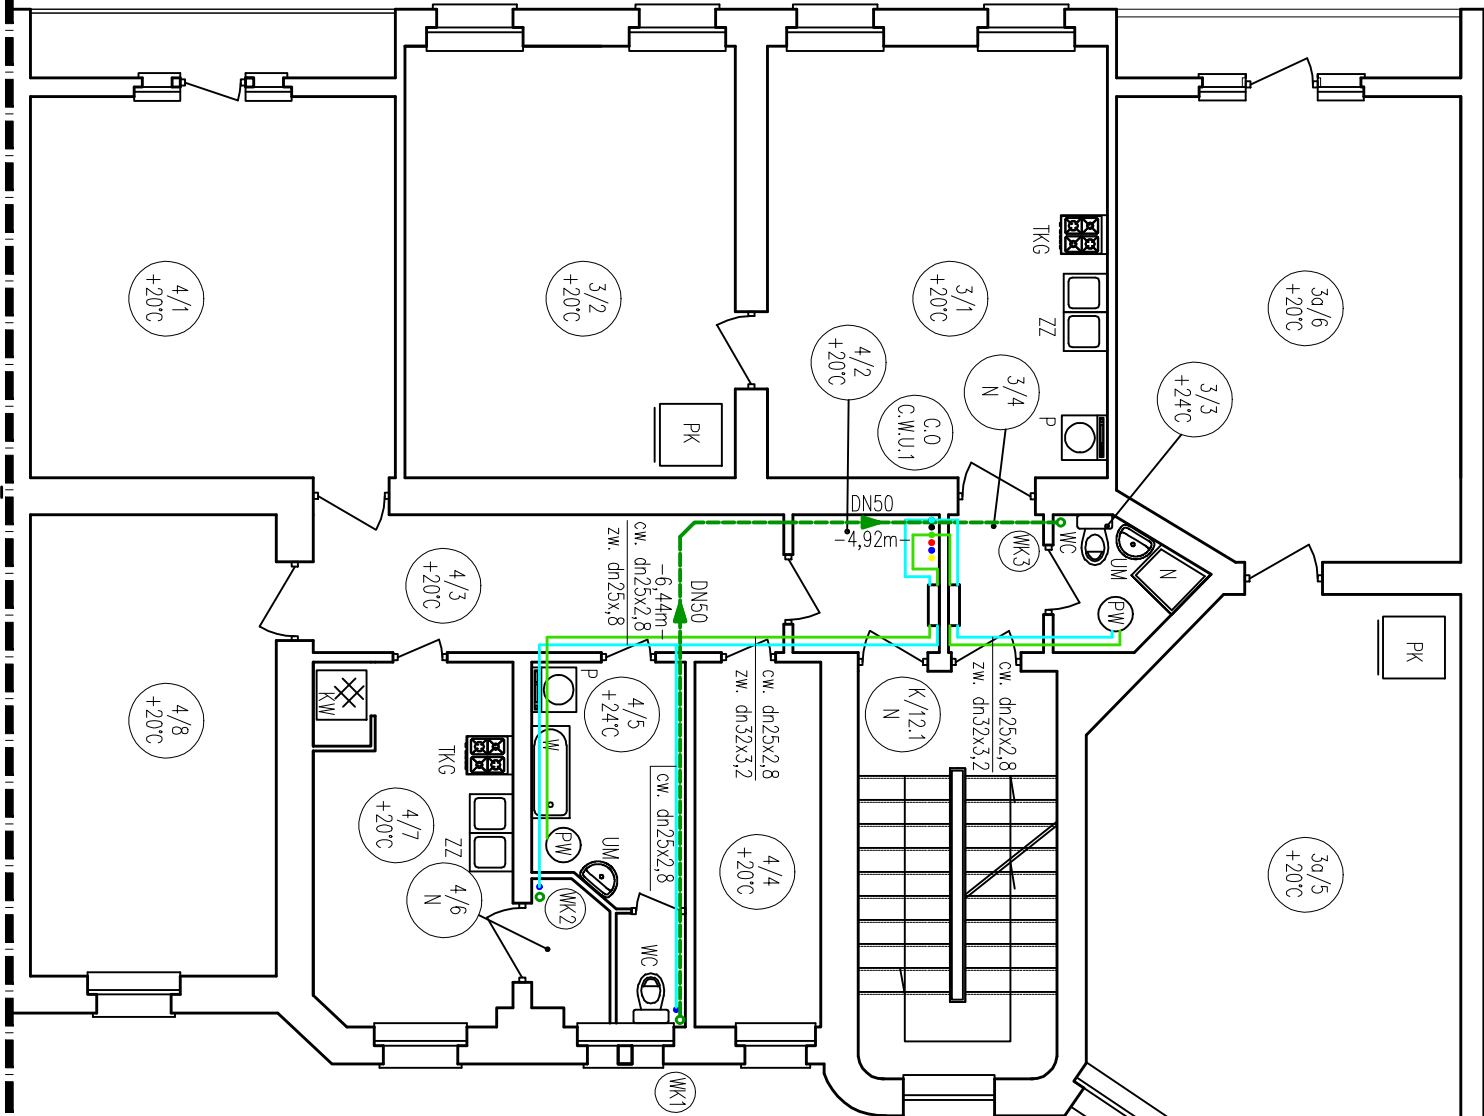 4/1
+20°C
3/2
+20°C
3/1
+20°C
3a/6
+20°C
TKG
ZZ
4/2
+20°C
3/4
N
3/3
+24°C
P
C.O
C.W.U.1
PK
DN50
-4,92m-
WK3
WC
UM
N
PW
PK
4/3
+20°C
cw. dn25x2,8
zw. dn25x,8
-6,44m-
DN50
4/8
+20°C
KW
P
4/5
+24°C
W
cw. dn25x2,8
zw. dn32x3,2
K/12.1
N
cw. dn25x2,8
zw. dn32x3,2
TKG
4/7
+20°C
ZZ
PW
UM
cw. dn25x2,8
4/4
+20°C
3a/5
+20°C
4/6
N
WK2
WC
WK1